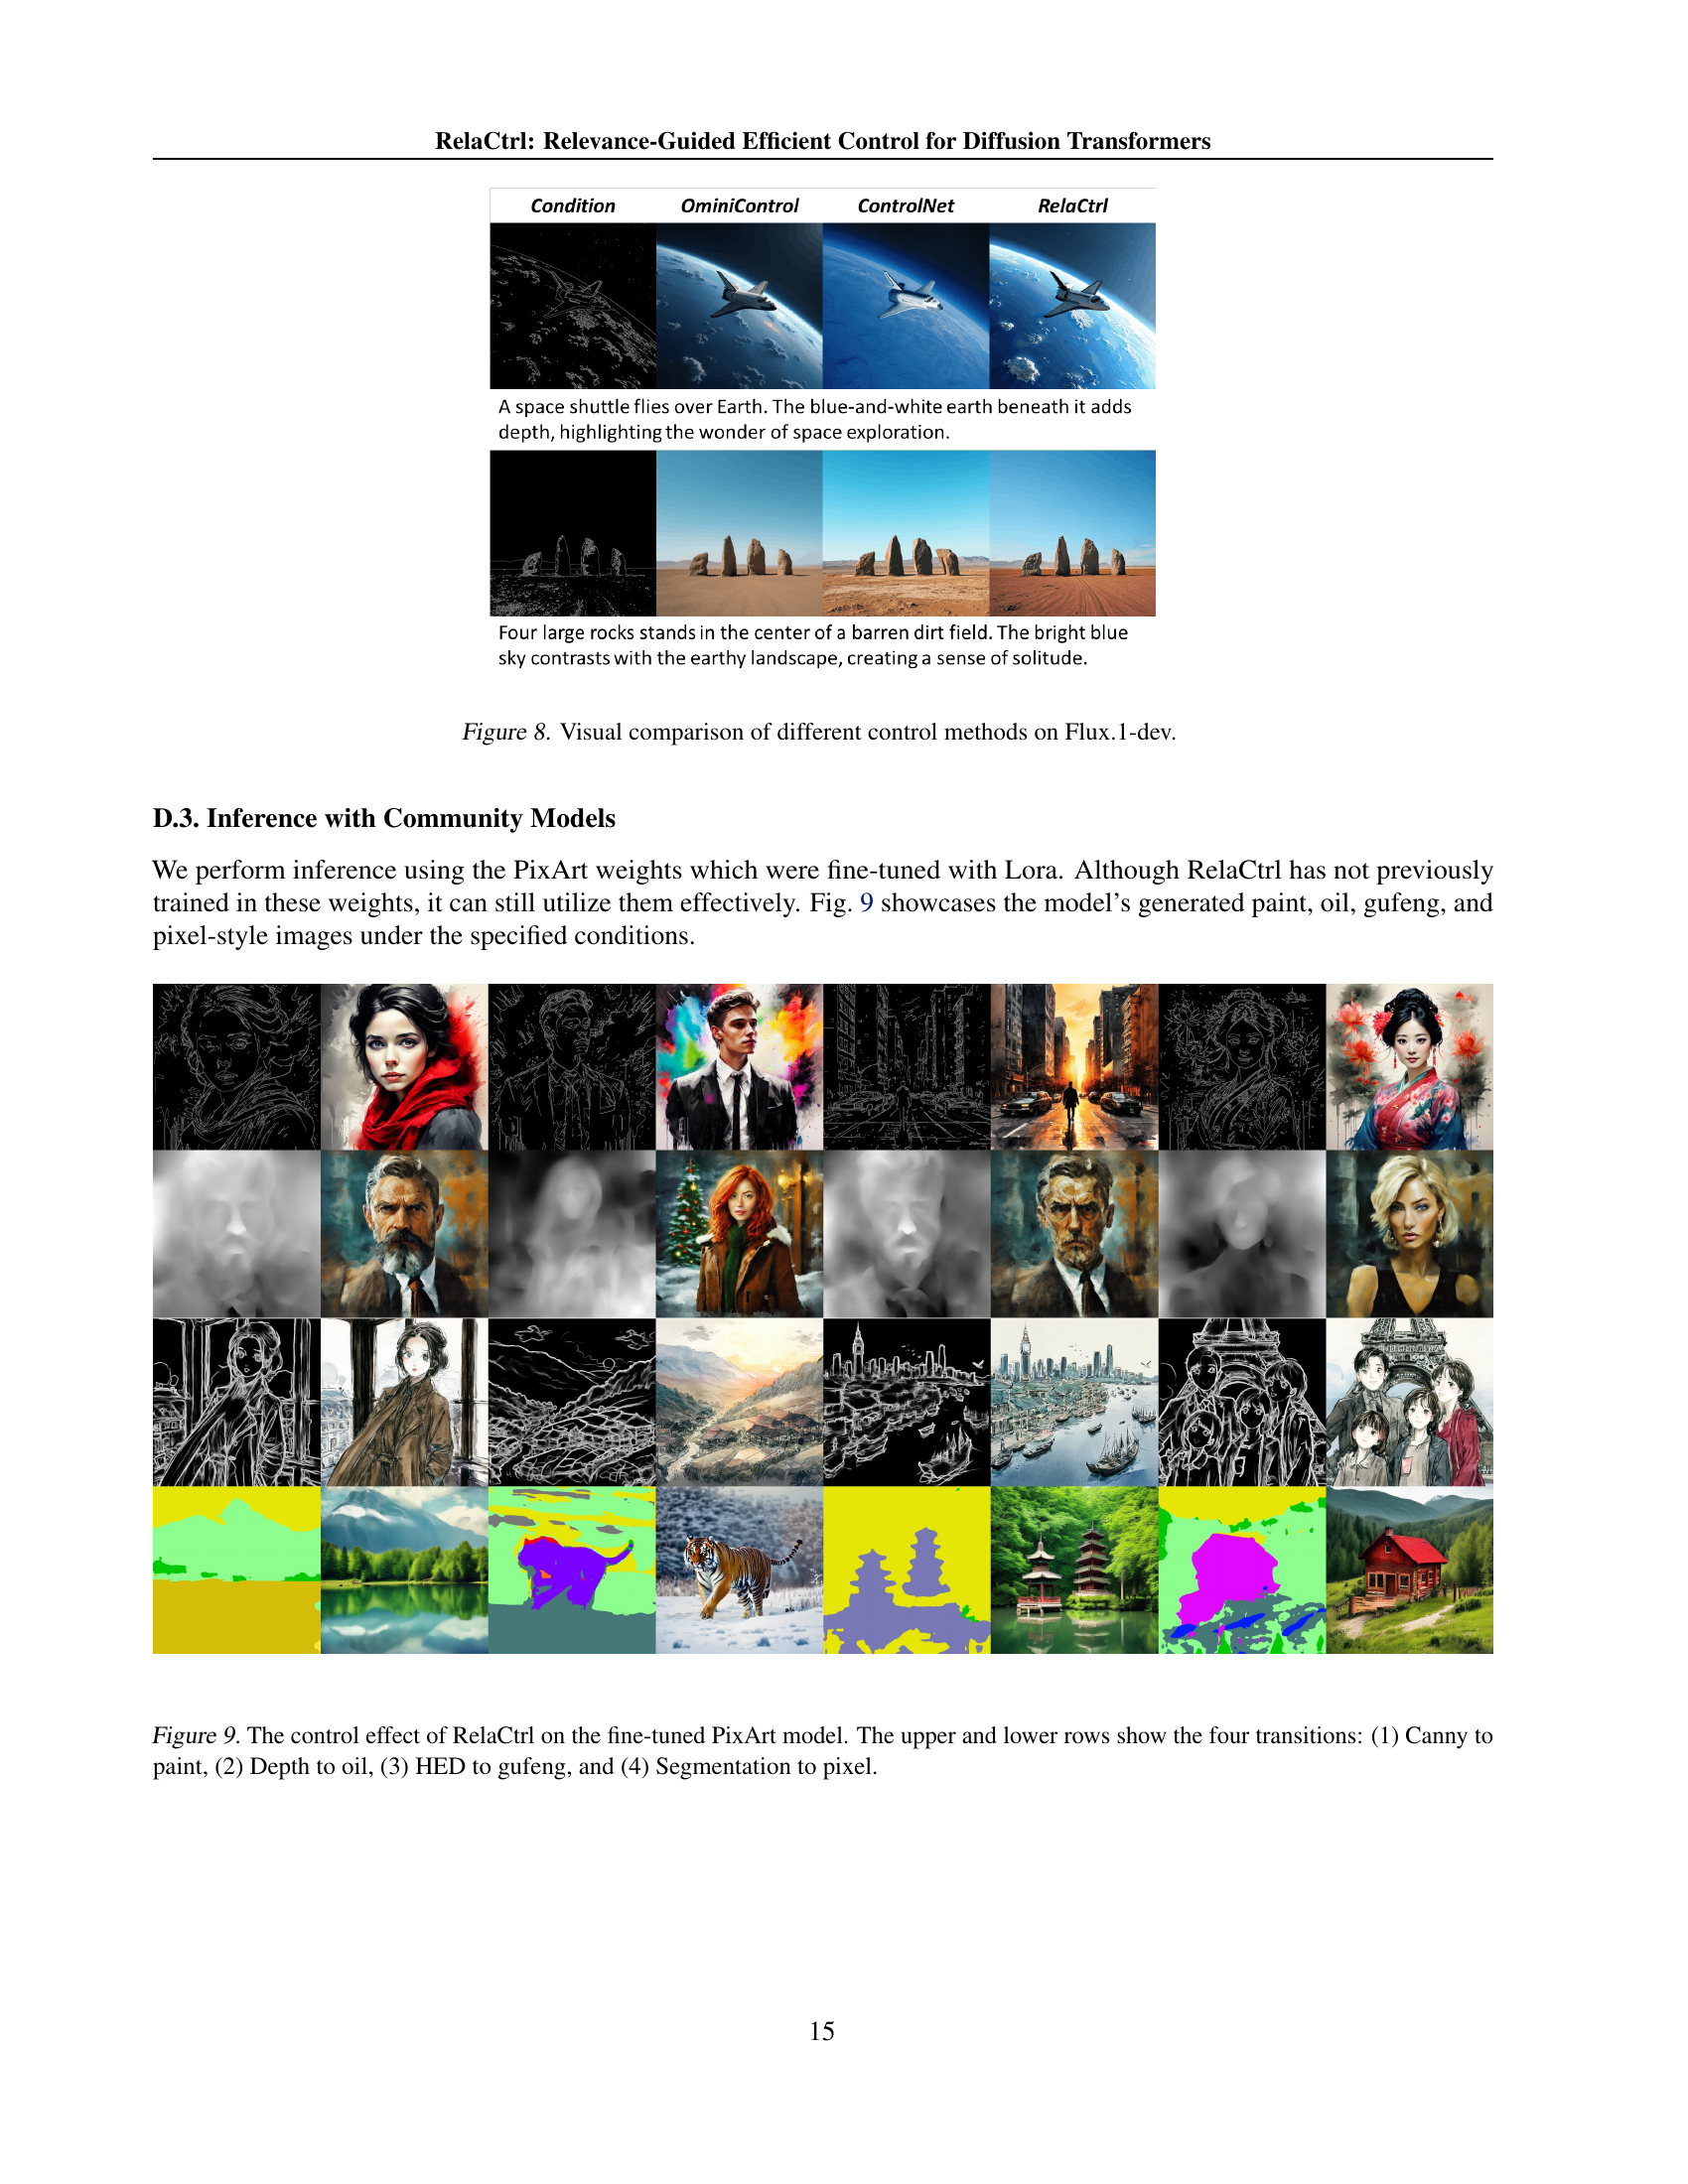 RelaCtrl: Relevance-Guided Efficient Control for Diffusion Transformers
Condition OminiControl ControlNet RelaCtrl
A space shuttle flies over Earth. The blue-and-white earth beneath it adds
depth, highlighting the wonder of space exploration.
Four large rocks stands in the center of a barren dirt field. The bright blue
sky contrasts with the earthy landscape, creating a sense of solitude.
Figure 8. Visual comparison of different control methods on Flux.1-dev.
D.3. Inference with Community Models
We perform inference using the PixArt weights which were fine-tuned with Lora. Although RelaCtrl has not previously
trained in these weights, it can still utilize them effectively. Fig. 9 showcases the model's generated paint, oil, gufeng, and
pixel-style images under the specified conditions.
Figure 9. The control effect of RelaCtrl on the fine-tuned PixArt model. The upper and lower rows show the four transitions: (1) Canny to
paint, (2) Depth to oil, (3) HED to gufeng, and (4) Segmentation to pixel.
15